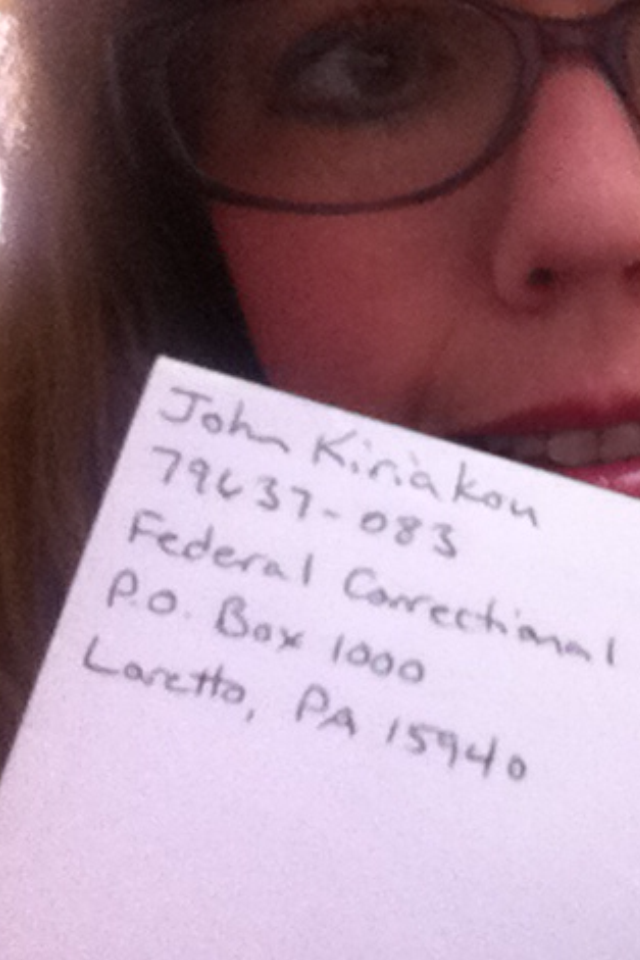 John Kiriakou
79637-083
Federal Correctional
P.O. Box 1000
Loretto, PA 15940